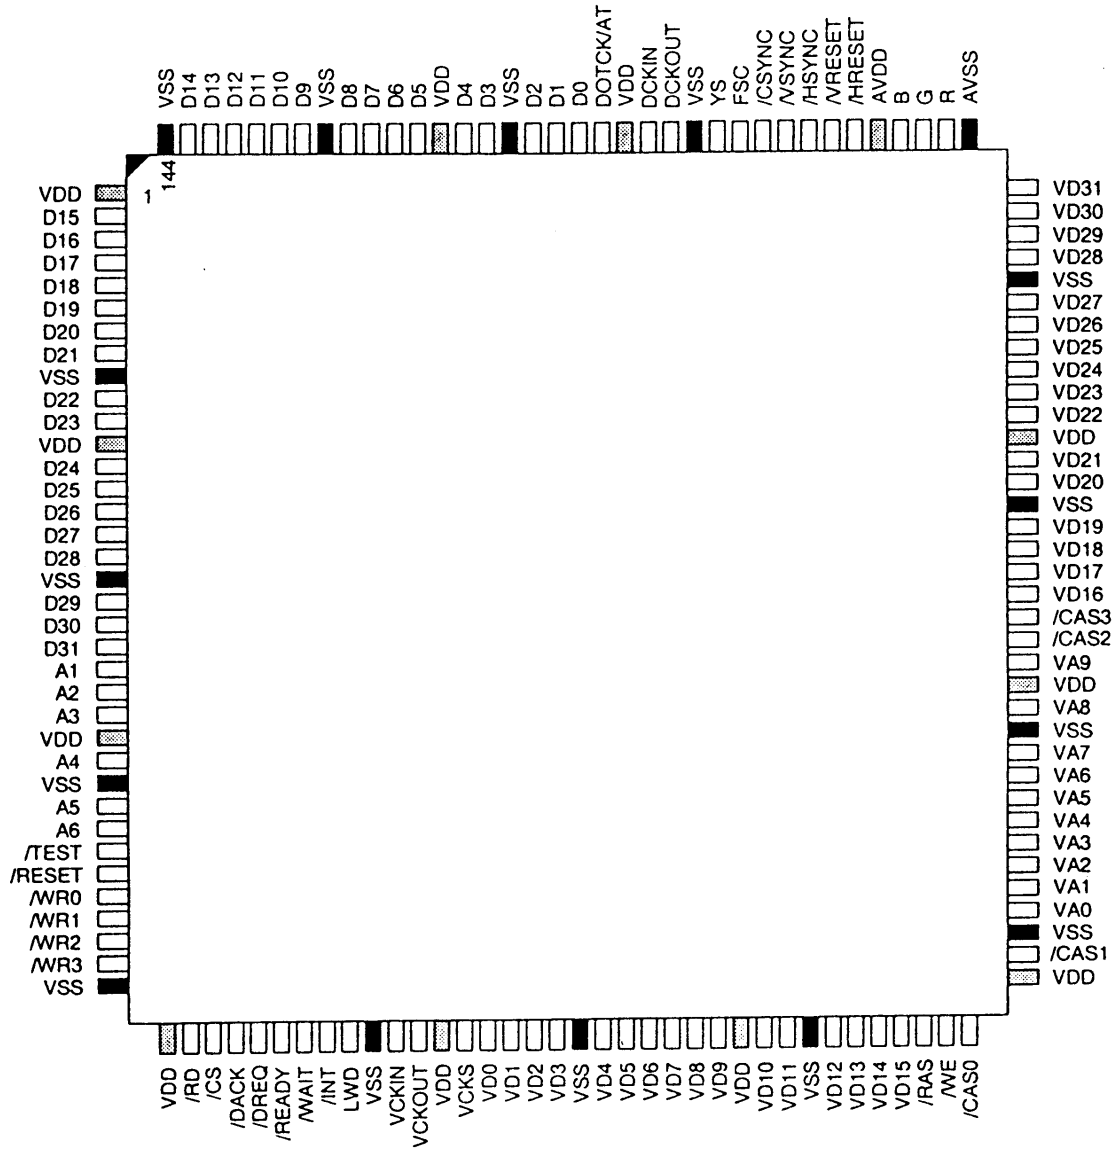 VSS
D14
D13
D12
D11
D10
D9
VSS
D8
D7
D6
D5
VDD
D4
D3
VSS
D2
D1
D0
DOTCK/AT
VDD
DCKIN
DCKOUT
VSS
YS
FSC
/CSYNC
/VSYNC
/HSYNC
/VRESET
/HRESET
AVDD
B
G
R
AVSS
1
144
VDD
D15
D16
D17
D18
D19
D20
D21
VSS
D22
D23
VDD
D24
D25
D26
D27
D28
VSS
D29
D30
D31
A1
A2
A3
VDD
A4
VSS
A5
A6
/TEST
/RESET
/WR0
/WR1
/WR2
/WR3
VSS
VD31
VD30
VD29
VD28
VSS
VD27
VD26
VD25
VD24
VD23
VD22
VDD
VD21
VD20
VSS
VD19
VD18
VD17
VD16
/CAS3
/CAS2
VA9
VDD
VA8
VSS
VA7
VA6
VA5
VA4
VA3
VA2
VA1
VA0
VSS
/CAS1
VDD
VDD
/RD
/CS
/DACK
/DREQ
/READY
/WAIT
/INT
LWD
VSS
VCKIN
VCKOUT
VDD
VCKS
VD0
VD1
VD2
VD3
VSS
VD4
VD5
VD6
VD7
VD8
VD9
VDD
VD10
VD11
VSS
VD12
VD13
VD14
VD15
/RAS
/WE
/CAS0